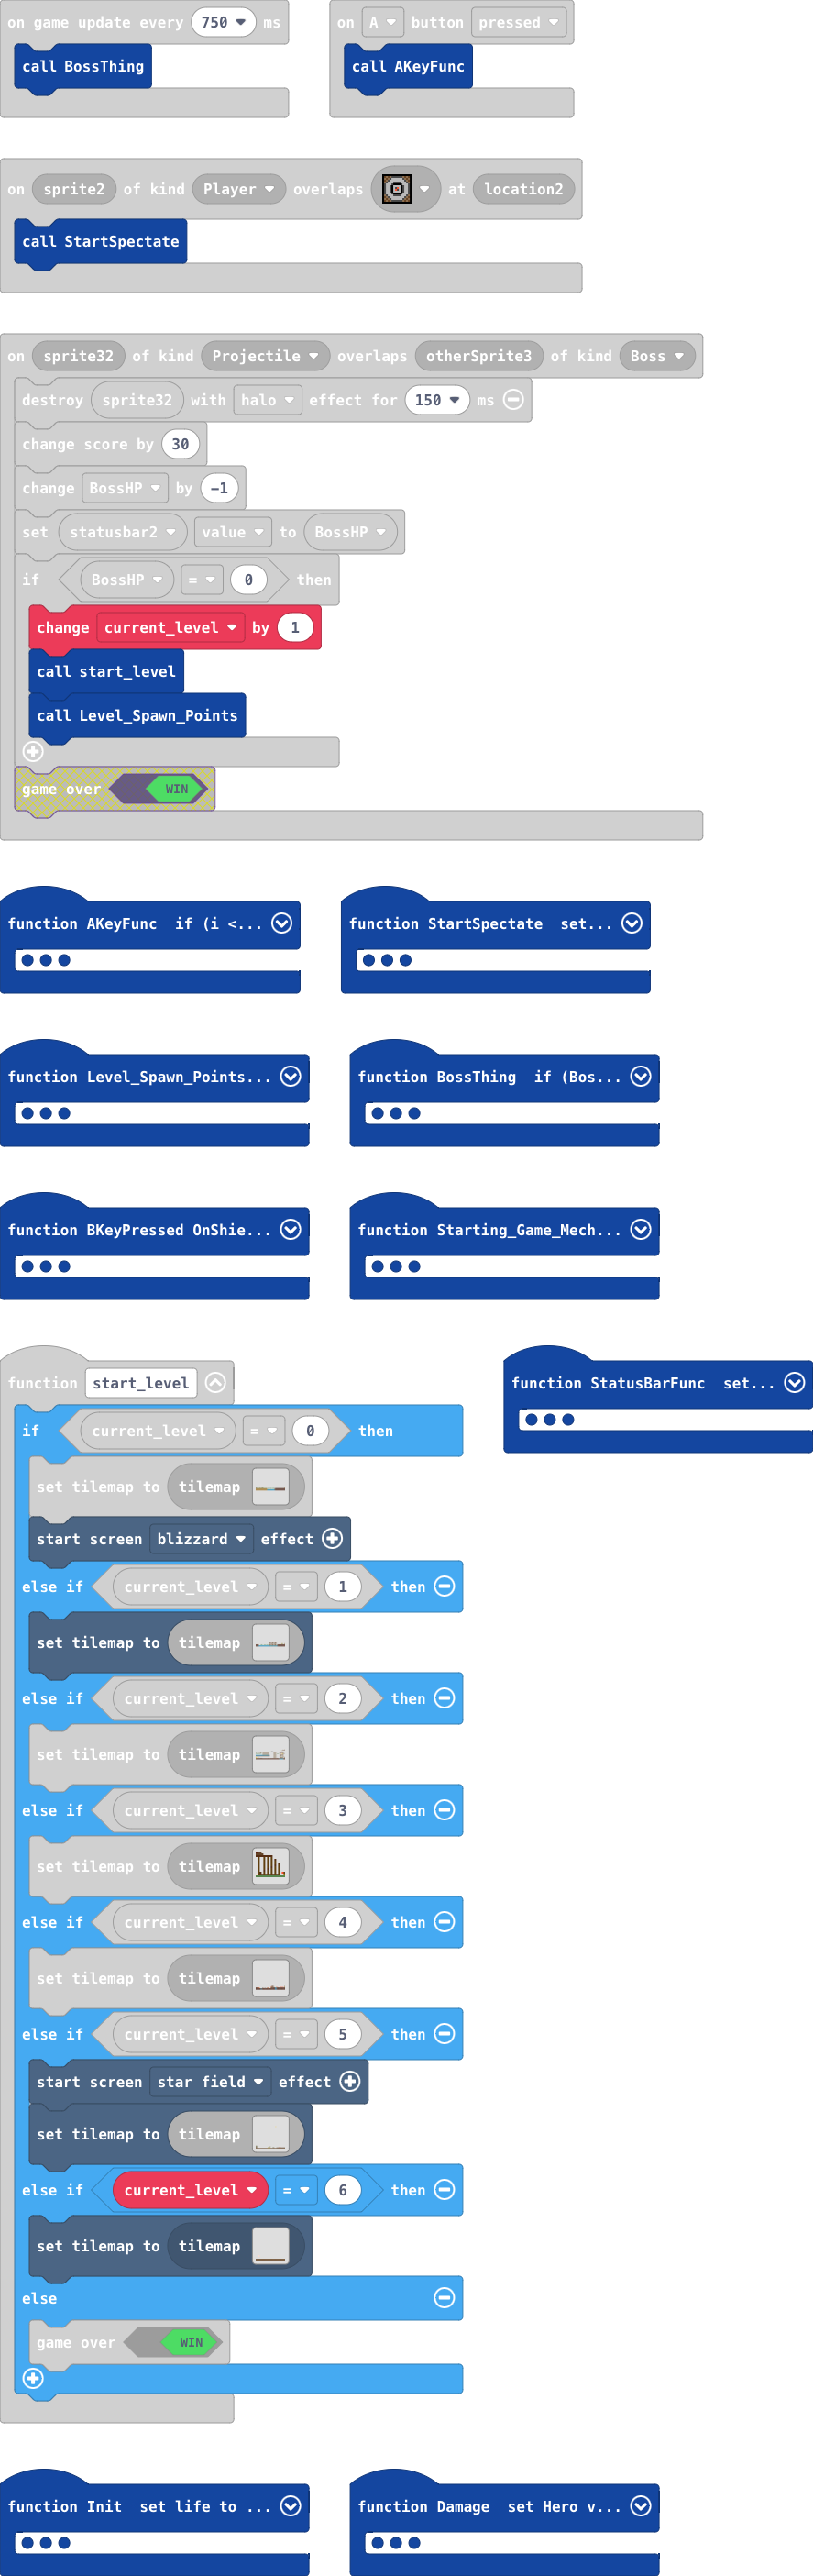 on game update every 750 ms
call BossThing
on A button pressed
call AKeyFunc
on sprite2 of kind Player overlaps at location2
call StartSpectate
on sprite32 of kind Projectile overlaps otherSprite3 of kind Boss
destroy sprite32 with halo effect for 150 ms
change score by 30
change BossHP by -1
set statusbar2 value to BossHP
if BossHP = 0 then
change current_level by 1
call start_level
call Level_Spawn_Points
game over WIN
function AKeyFunc if (i <...
function StartSpectate set...
function Level_Spawn_Points...
function BossThing if (Bos...
function BKeyPressed OnShie...
function Starting_Game_Mech...
function start_level
function StatusBarFunc set...
if current_level = 0 then
set tilemap to tilemap
start screen blizzard effect
else if current_level = 1 then
set tilemap to tilemap
else if current_level = 2 then
set tilemap to tilemap
else if current_level = 3 then
set tilemap to tilemap
else if current_level = 4 then
set tilemap to tilemap
else if current_level = 5 then
start screen star field effect
set tilemap to tilemap
else if current_level = 6 then
set tilemap to tilemap
else
game over WIN
function Init set life to ...
function Damage set Hero v...